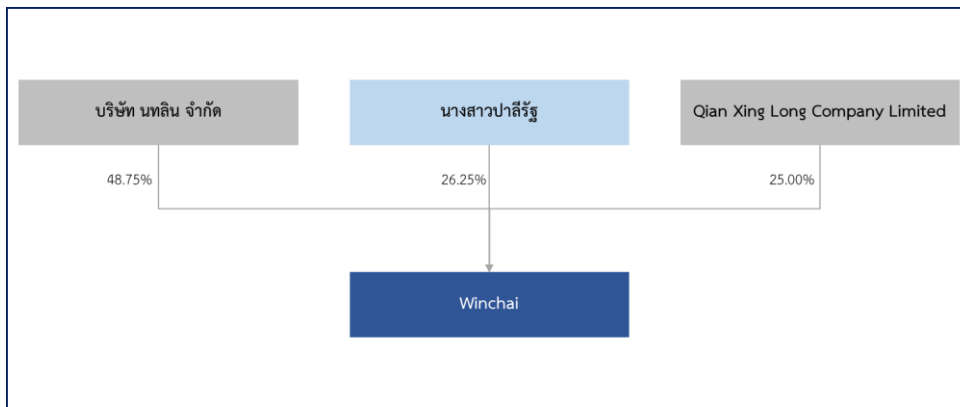 บริษัท นทลิน จำกัด
นางสาวปาลีรัฐ
Qian Xing Long Company Limited
48.75%
26.25%
25.00%
Winchai